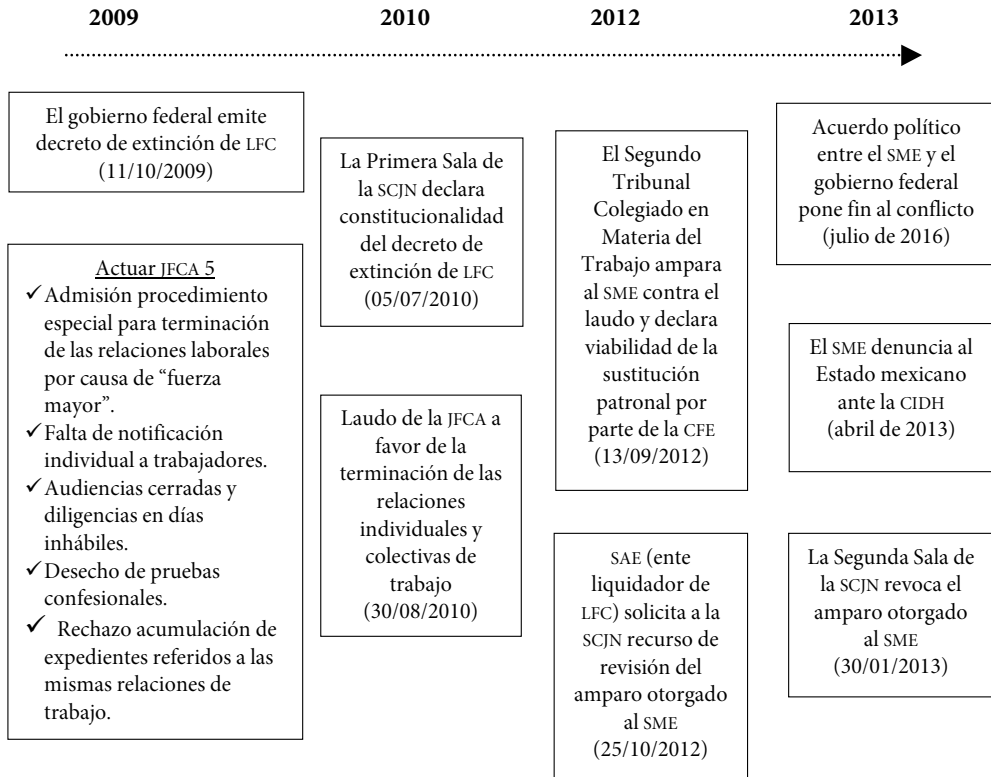 2009
2010
2012
2013
El gobierno federal emite
decreto de extinción de LFC
(11/10/2009)
Actuar JFCA 5
✓Admisión procedimiento
especial para terminación
de las relaciones laborales
por causa de “fuerza
mayor”.
✓Falta de notificación
individual a trabajadores.
✓Audiencias cerradas y
diligencias en días
inhábiles.
✓Desecho de pruebas
confesionales.
✓ Rechazo acumulación de
expedientes referidos a las
mismas relaciones de
trabajo.
La Primera Sala de
la SCJN declara
constitucionalidad
del decreto de
extinción de LFC
(05/07/2010)
Laudo de la JFCA a
favor de la
terminación de las
relaciones
individuales y
colectivas de
trabajo
(30/08/2010)
El Segundo
Tribunal
Colegiado en
Materia del
Trabajo ampara
al SME contra el
laudo y declara
viabilidad de la
sustitución
patronal por
parte de la CFE
(13/09/2012)
SAE (ente
liquidador de
LFC) solicita a la
SCJN recurso de
revisión del
amparo otorgado
al SME
(25/10/2012)
Acuerdo político
entre el SME y el
gobierno federal
pone fin al conflicto
(julio de 2016)
El SME denuncia al
Estado mexicano
ante la CIDH
(abril de 2013)
La Segunda Sala de
la SCJN revoca el
amparo otorgado
al SME
(30/01/2013)